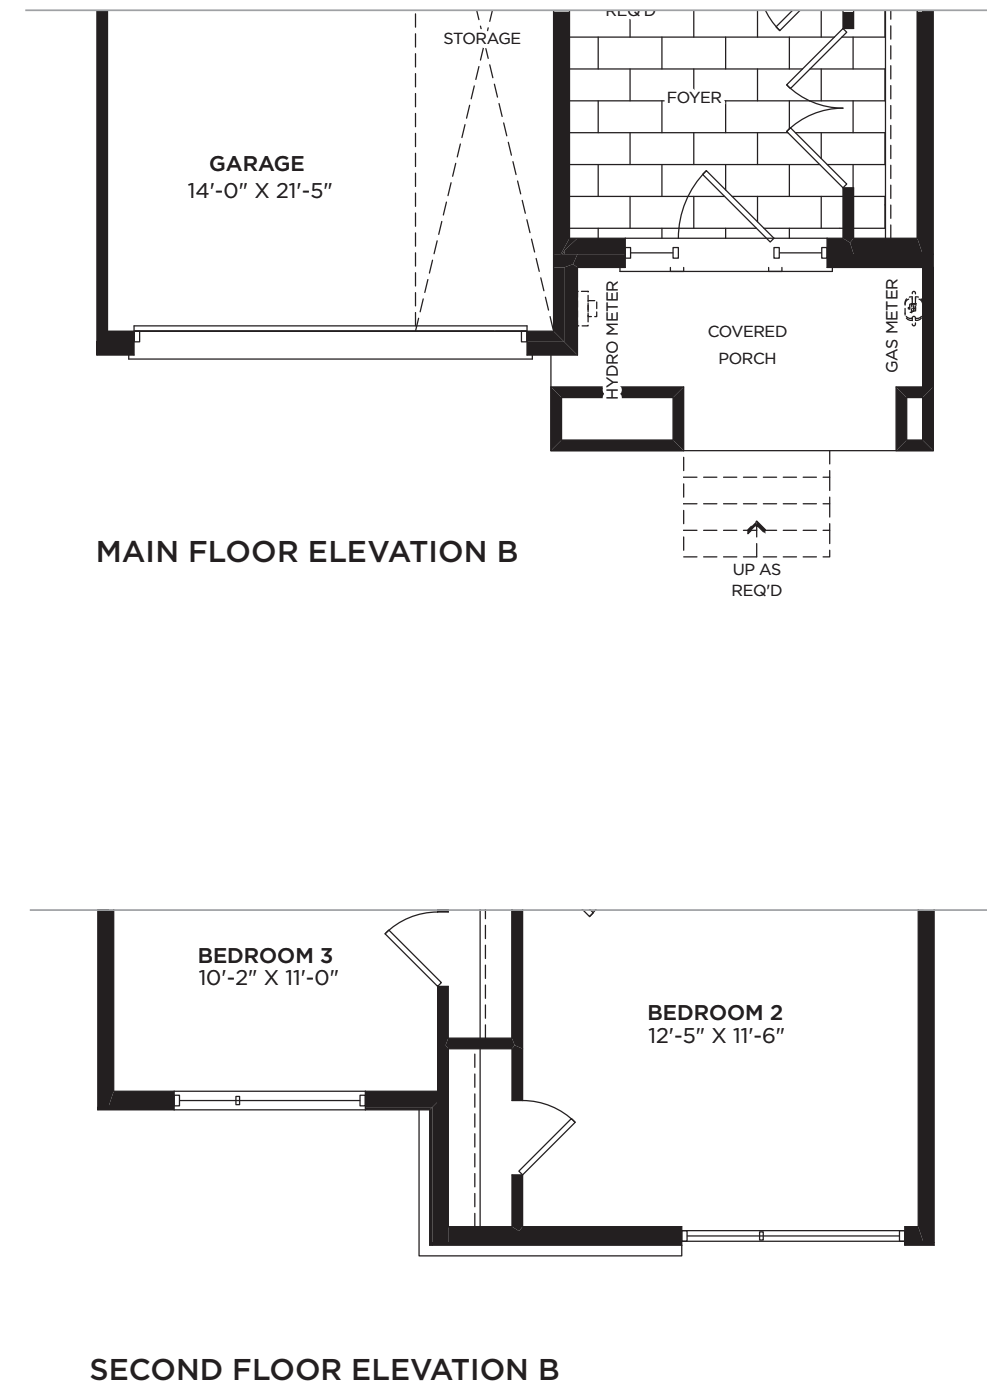 REQ'D
STORAGE
FOYER
GARAGE
14'-0" X 21'-5"
HYDRO METER
COVERED
PORCH
GAS METER
MAIN FLOOR ELEVATION B
UP AS
REQ'D
BEDROOM 3
10'-2" X 11'-0"
BEDROOM 2
12'-5" X 11'-6"
SECOND FLOOR ELEVATION B